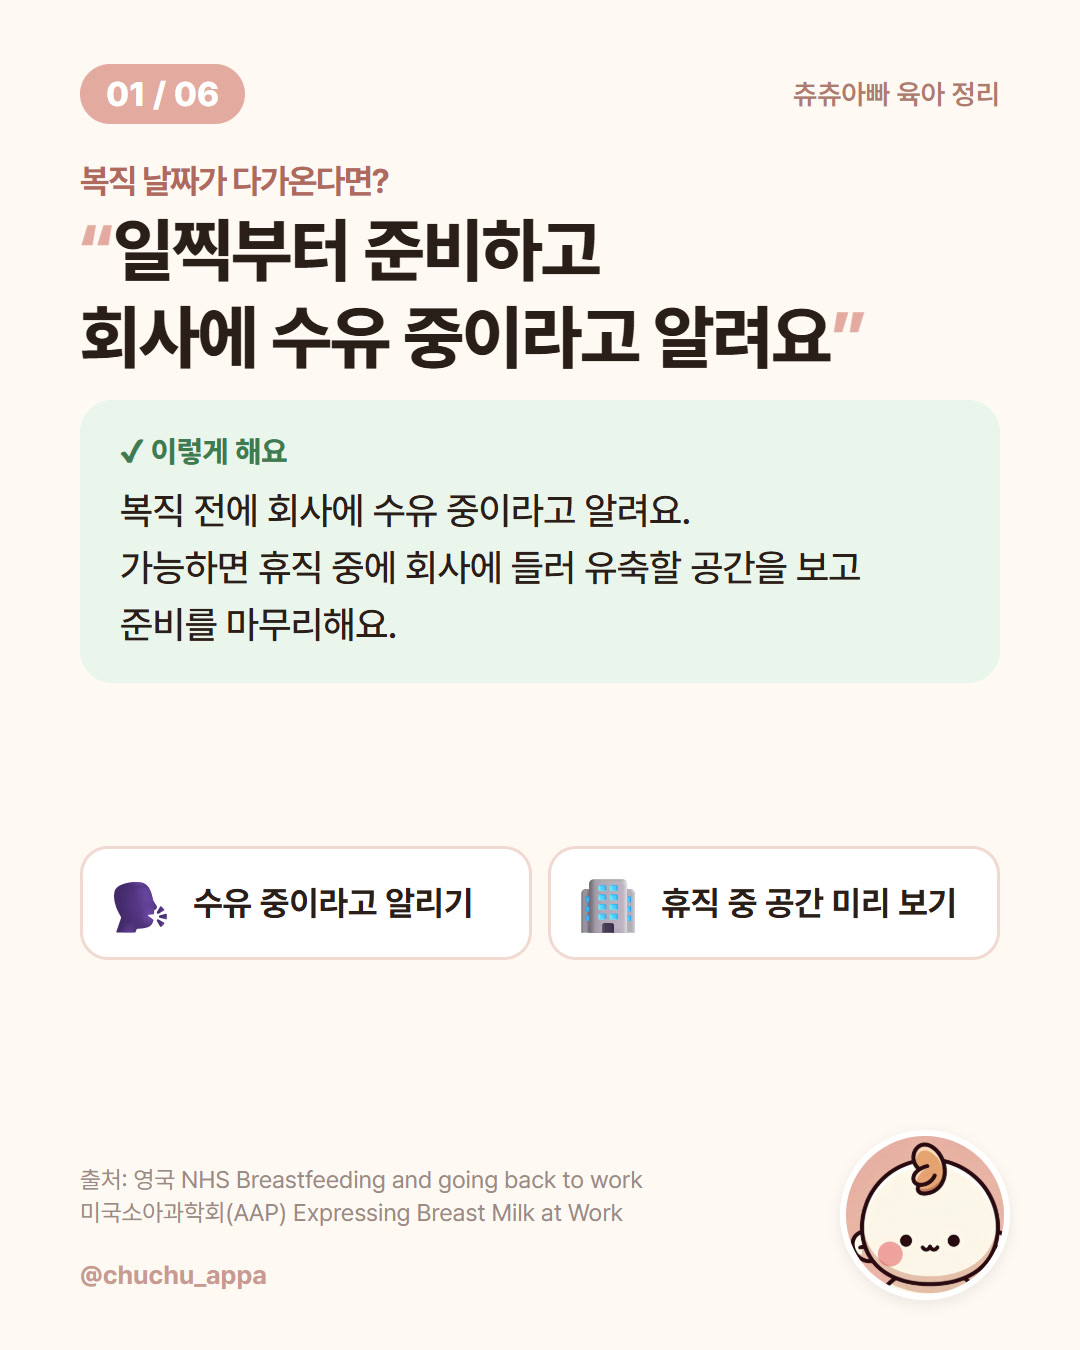 01 / 06
츄츄아빠 육아 정리
복직 날짜가 다가온다면?
“일찍부터 준비하고
회사에 수유 중이라고 알려요”
✓ 이렇게 해요
복직 전에 회사에 수유 중이라고 알려요.
가능하면 휴직 중에 회사에 들러 유축할 공간을 보고
준비를 마무리해요.
수유 중이라고 알리기
휴직 중 공간 미리 보기
출처: 영국 NHS Breastfeeding and going back to work
미국소아과학회(AAP) Expressing Breast Milk at Work
@chuchu_appa